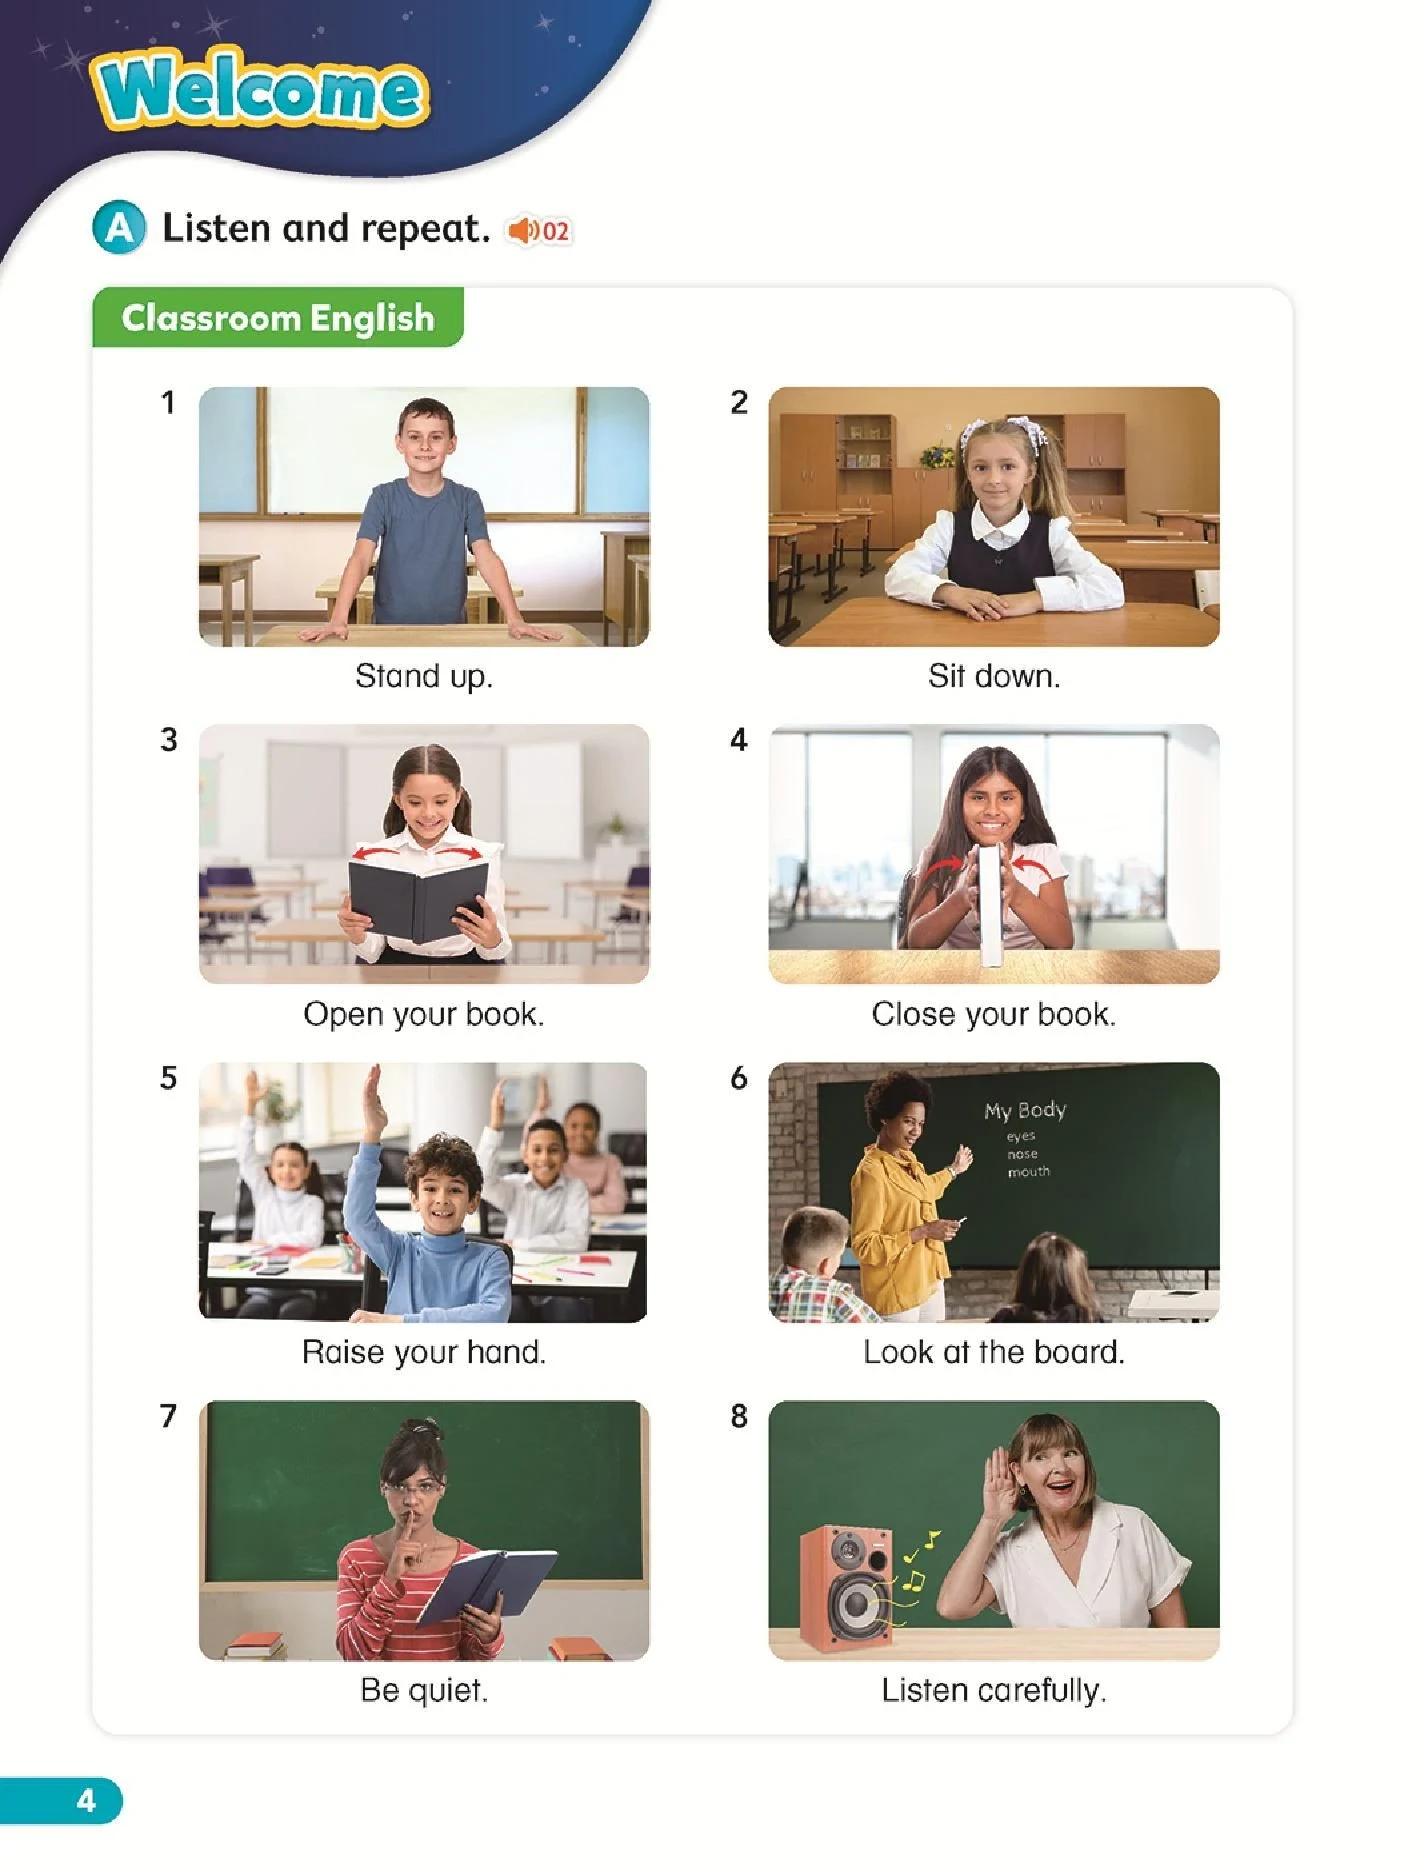 Welcome
A Listen and repeat. 02
Classroom English
1
2
Stand up.
Sit down.
3
4
Open your book.
Close your book.
5
6
My Body
eyes
nose
mouth
Raise your hand.
Look at the board.
7
8
Be quiet.
Listen carefully.
4